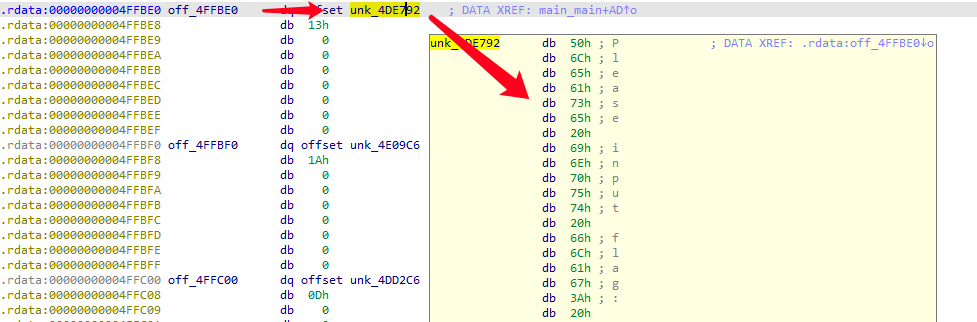 .rdata:00000000004FFBE0 off_4FFBE0 dq offset unk_4DE792 ; DATA XREF: main_main+AD↑o
.rdata:00000000004FFBE8 db 13h
.rdata:00000000004FFBE9 db 0
.rdata:00000000004FFBEA db 0
.rdata:00000000004FFBEB db 0
.rdata:00000000004FFBEC db 0
.rdata:00000000004FFBED db 0
.rdata:00000000004FFBEE db 0
.rdata:00000000004FFBEF db 0
.rdata:00000000004FFBF0 off_4FFBF0 dq offset unk_4E09C6
.rdata:00000000004FFBF8 db 1Ah
.rdata:00000000004FFBF9 db 0
.rdata:00000000004FFBFA db 0
.rdata:00000000004FFBFB db 0
.rdata:00000000004FFBFC db 0
.rdata:00000000004FFBFD db 0
.rdata:00000000004FFBFE db 0
.rdata:00000000004FFBFF db 0
.rdata:00000000004FFC00 off_4FFC00 dq offset unk_4DD2C6
.rdata:00000000004FFC08 db 0Dh
.rdata:00000000004FFC09 db 0
unk_4DE792 db 50h ; P ; DATA XREF: .rdata:off_4FFBE0↓o
db 6Ch ; l
db 65h ; e
db 61h ; a
db 73h ; s
db 65h ; e
db 20h
db 69h ; i
db 6Eh ; n
db 70h ; p
db 75h ; u
db 74h ; t
db 20h
db 66h ; f
db 6Ch ; l
db 61h ; a
db 67h ; g
db 3Ah ; :
db 20h